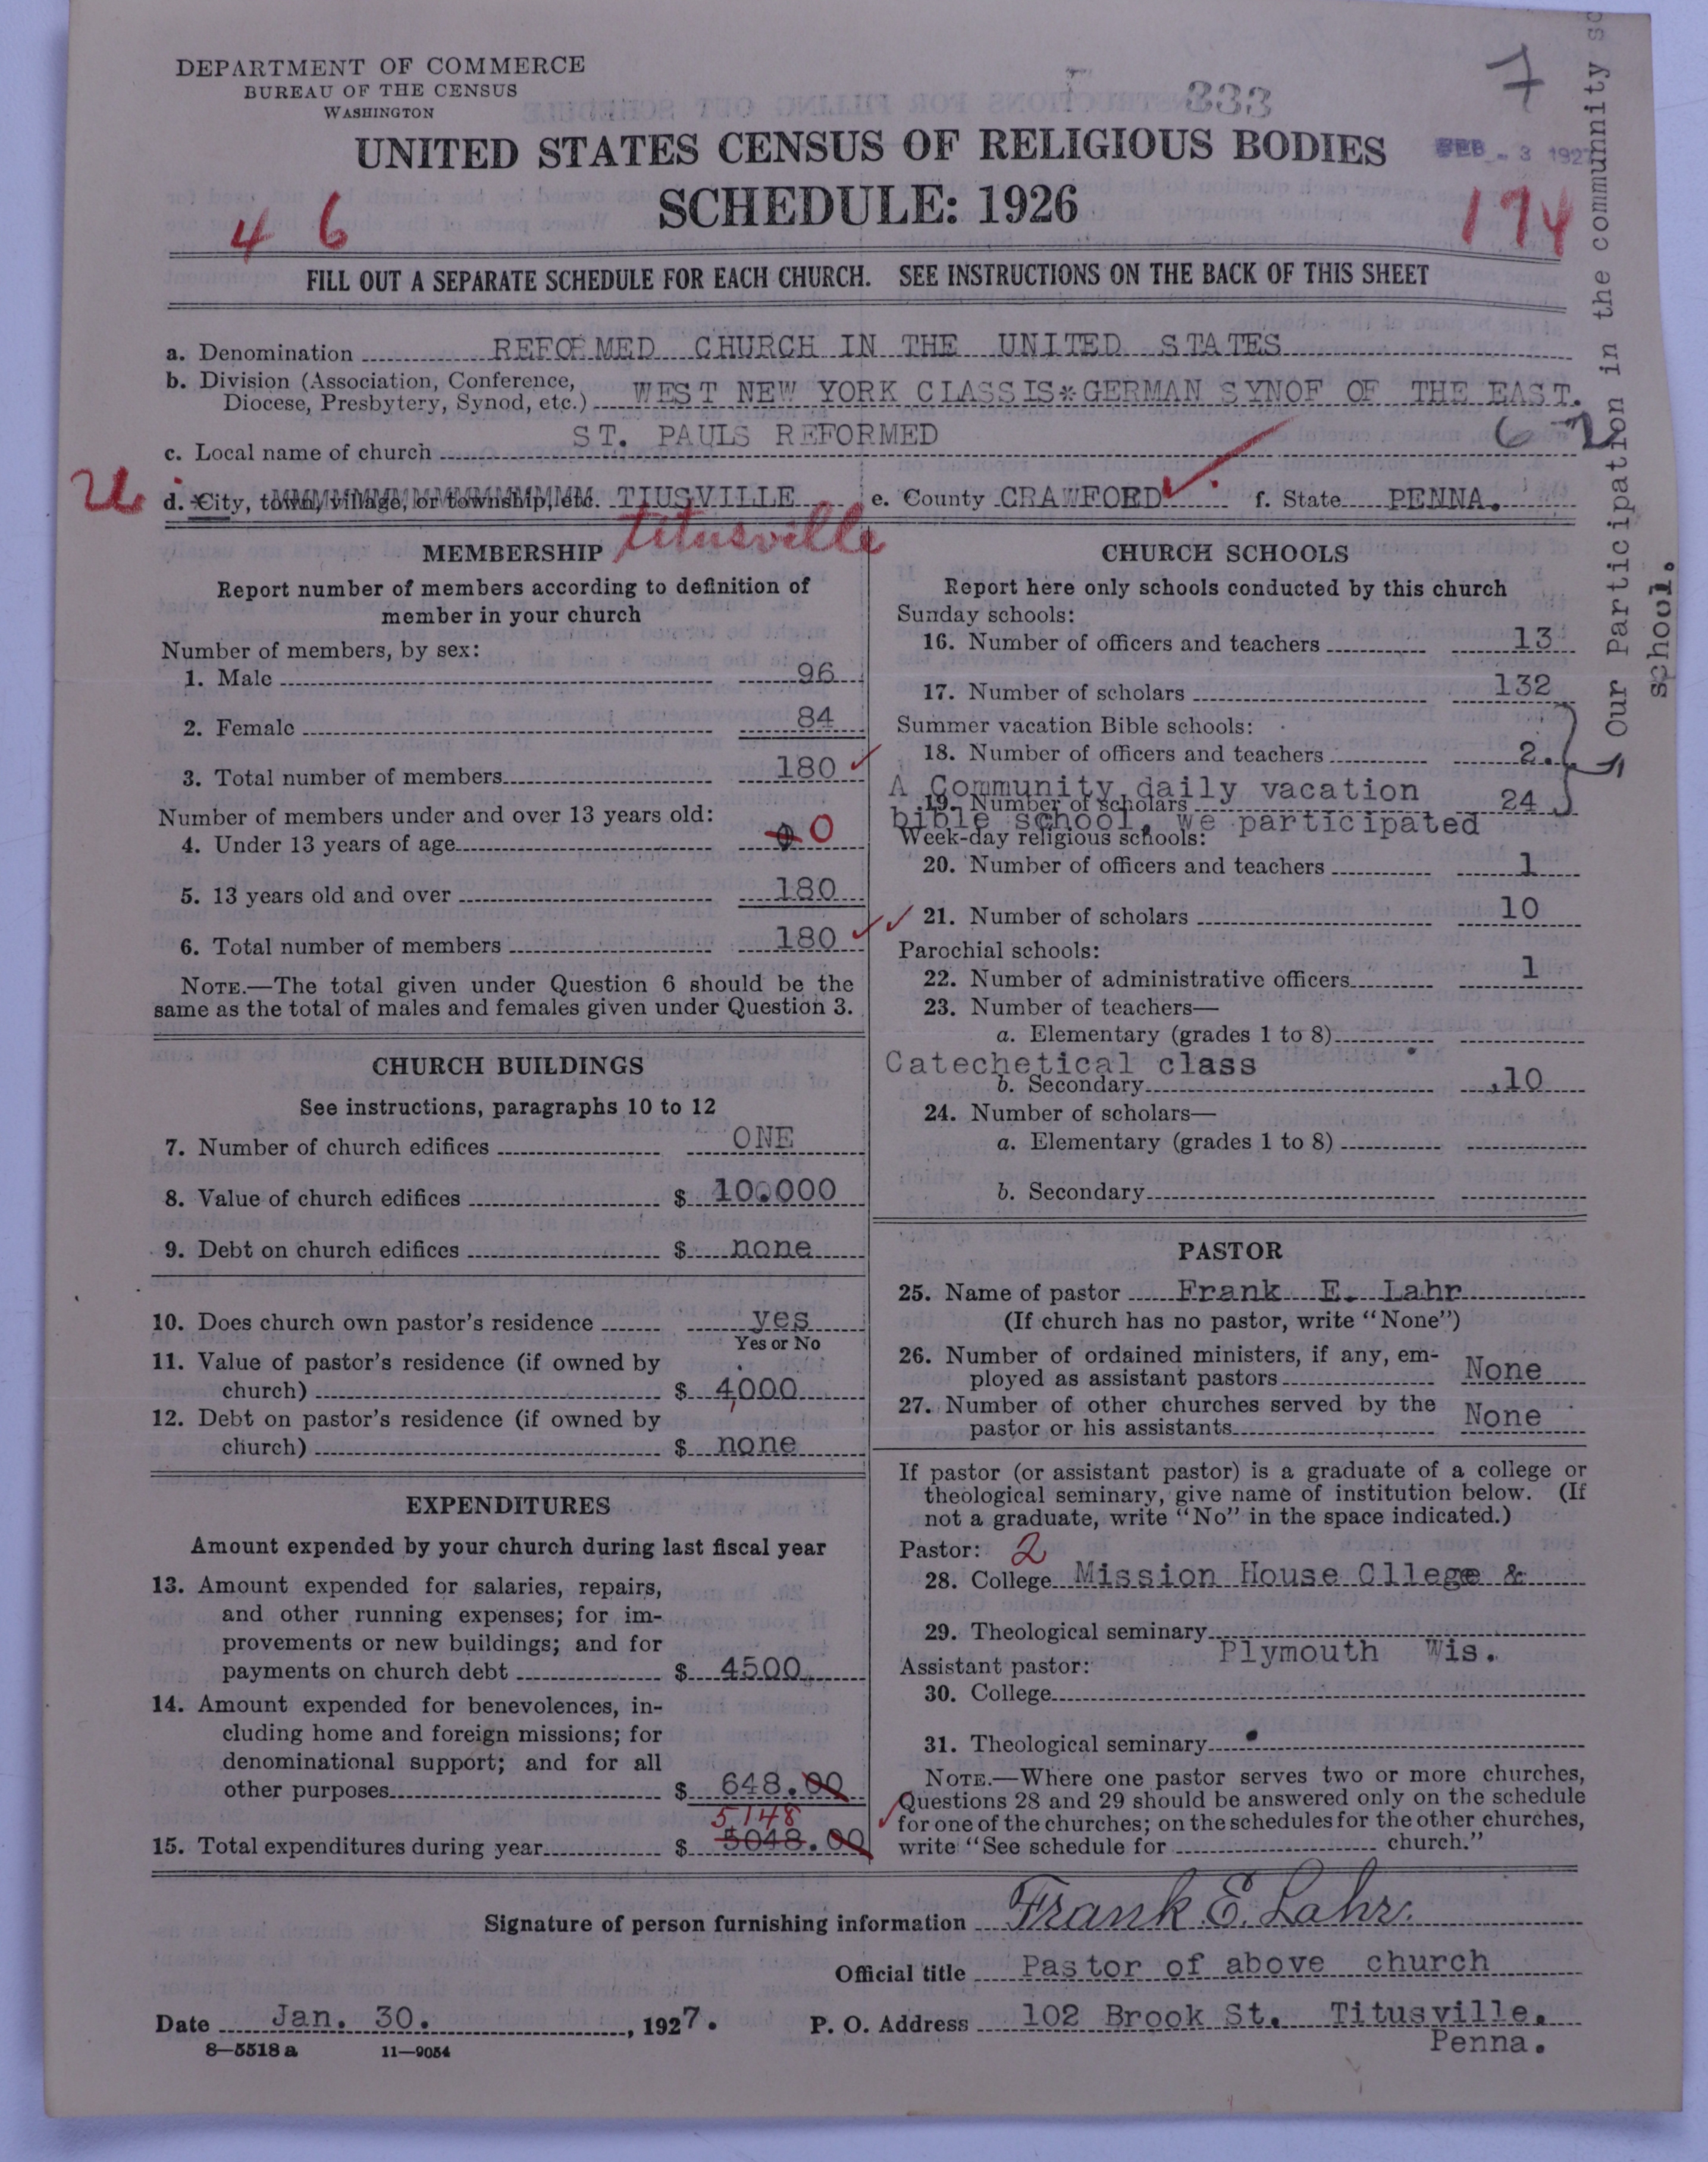 DEPARTMENT OF COMMERCE
BUREAU OF THE CENSUS
WASHINGTON
333
7
UNITED STATES CENSUS OF RELIGIOUS BODIES
FEB - 3 1927
SCHEDULE: 1926
4 6
174
FILL OUT A SEPARATE SCHEDULE FOR EACH CHURCH. SEE INSTRUCTIONS ON THE BACK OF THIS SHEET
a. Denomination REFORMED CHURCH IN THE UNITED STATES
b. Division (Association, Conference, Diocese, Presbytery, Synod, etc.) WEST NEW YORK CLASSIS*GERMAN SYNOF OF THE EAST.
c. Local name of church ST. PAULS REFORMED
d. City, town, village, or township, etc. TIUSVILLE e. County CRAWFORD f. State PENNA.
titusville
MEMBERSHIP
Report number of members according to definition of
member in your church
Number of members, by sex:
1. Male 96
2. Female 84
3. Total number of members 180
Number of members under and over 13 years old:
4. Under 13 years of age 0 0
5. 13 years old and over 180
6. Total number of members 180
NOTE.—The total given under Question 6 should be the
same as the total of males and females given under Question 3.
CHURCH BUILDINGS
See instructions, paragraphs 10 to 12
7. Number of church edifices ONE
8. Value of church edifices $ 10.000
9. Debt on church edifices $ none
10. Does church own pastor's residence yes
Yes or No
11. Value of pastor's residence (if owned by
church) $ 4,000
12. Debt on pastor's residence (if owned by
church) $ none
EXPENDITURES
Amount expended by your church during last fiscal year
13. Amount expended for salaries, repairs,
and other running expenses; for im-
provements or new buildings; and for
payments on church debt $ 4500
14. Amount expended for benevolences, in-
cluding home and foreign missions; for
denominational support; and for all
other purposes $ 648.00
5148
15. Total expenditures during year $ 5048.00
CHURCH SCHOOLS
Report here only schools conducted by this church
Sunday schools:
16. Number of officers and teachers 13
17. Number of scholars 132
Summer vacation Bible schools:
18. Number of officers and teachers 2.
A Community daily vacation
19. Number of scholars 24
bible school, we participated
Week-day religious schools:
20. Number of officers and teachers 1
21. Number of scholars 10
Parochial schools:
22. Number of administrative officers 1
23. Number of teachers—
a. Elementary (grades 1 to 8)
Catechetical class
b. Secondary 10
24. Number of scholars—
a. Elementary (grades 1 to 8)
b. Secondary
Our Participation in the community
school.
PASTOR
25. Name of pastor Frank E. Lahr
(If church has no pastor, write "None")
26. Number of ordained ministers, if any, em-
ployed as assistant pastors None
27. Number of other churches served by the
pastor or his assistants None
If pastor (or assistant pastor) is a graduate of a college or
theological seminary, give name of institution below. (If
not a graduate, write "No" in the space indicated.)
Pastor: 2
28. College Mission House Cllege &
29. Theological seminary
Plymouth Wis.
Assistant pastor:
30. College
31. Theological seminary
NOTE.—Where one pastor serves two or more churches,
Questions 28 and 29 should be answered only on the schedule
for one of the churches; on the schedules for the other churches,
write "See schedule for church."
Signature of person furnishing information Frank E. Lahr.
Official title Pastor of above church
Date Jan. 30. , 1927. P. O. Address 102 Brook St. Titusville,
Penna.
8—5518 a 11—9054